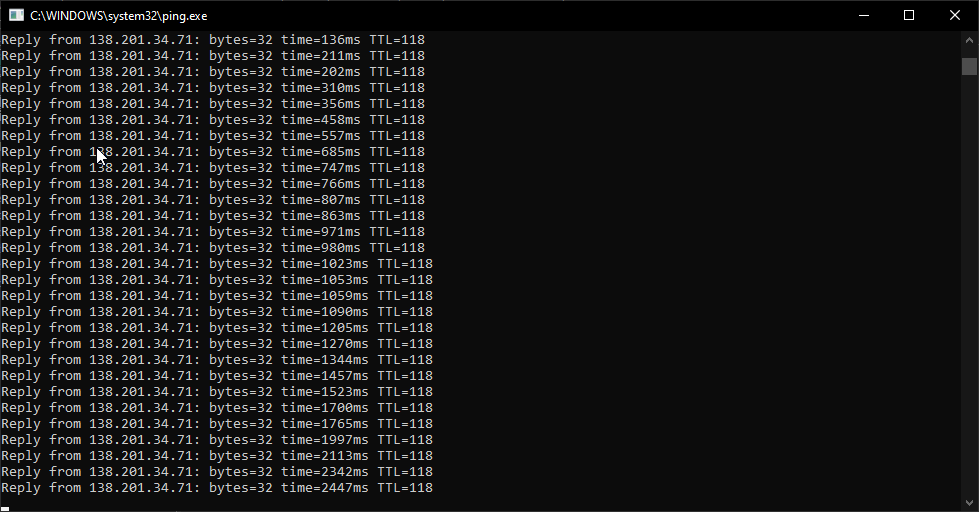 C:\WINDOWS\system32\ping.exe
Reply from 138.201.34.71: bytes=32 time=136ms TTL=118
Reply from 138.201.34.71: bytes=32 time=211ms TTL=118
Reply from 138.201.34.71: bytes=32 time=202ms TTL=118
Reply from 138.201.34.71: bytes=32 time=310ms TTL=118
Reply from 138.201.34.71: bytes=32 time=356ms TTL=118
Reply from 138.201.34.71: bytes=32 time=458ms TTL=118
Reply from 138.201.34.71: bytes=32 time=557ms TTL=118
Reply from 138.201.34.71: bytes=32 time=685ms TTL=118
Reply from 138.201.34.71: bytes=32 time=747ms TTL=118
Reply from 138.201.34.71: bytes=32 time=766ms TTL=118
Reply from 138.201.34.71: bytes=32 time=807ms TTL=118
Reply from 138.201.34.71: bytes=32 time=863ms TTL=118
Reply from 138.201.34.71: bytes=32 time=971ms TTL=118
Reply from 138.201.34.71: bytes=32 time=980ms TTL=118
Reply from 138.201.34.71: bytes=32 time=1023ms TTL=118
Reply from 138.201.34.71: bytes=32 time=1053ms TTL=118
Reply from 138.201.34.71: bytes=32 time=1059ms TTL=118
Reply from 138.201.34.71: bytes=32 time=1090ms TTL=118
Reply from 138.201.34.71: bytes=32 time=1205ms TTL=118
Reply from 138.201.34.71: bytes=32 time=1270ms TTL=118
Reply from 138.201.34.71: bytes=32 time=1344ms TTL=118
Reply from 138.201.34.71: bytes=32 time=1457ms TTL=118
Reply from 138.201.34.71: bytes=32 time=1523ms TTL=118
Reply from 138.201.34.71: bytes=32 time=1700ms TTL=118
Reply from 138.201.34.71: bytes=32 time=1765ms TTL=118
Reply from 138.201.34.71: bytes=32 time=1997ms TTL=118
Reply from 138.201.34.71: bytes=32 time=2113ms TTL=118
Reply from 138.201.34.71: bytes=32 time=2342ms TTL=118
Reply from 138.201.34.71: bytes=32 time=2447ms TTL=118